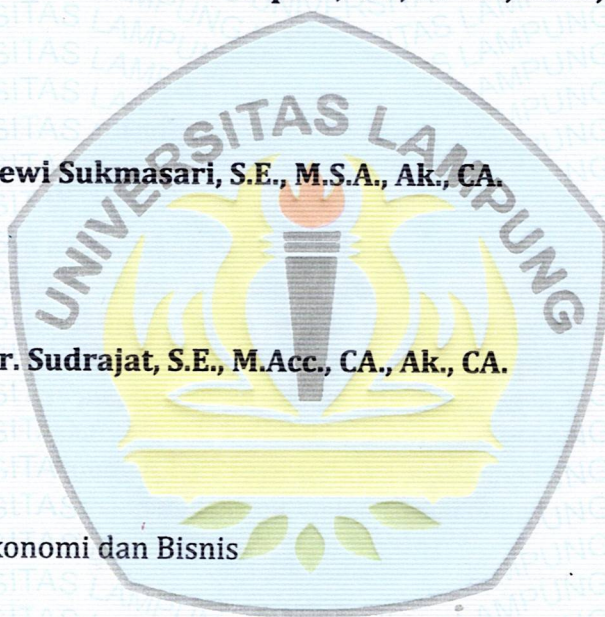 UNIVERSITAS LAMPUNG
ewi Sukmasari, S.E., M.S.A., Ak., CA.
r. Sudrajat, S.E., M.Acc., CA., Ak., CA.
konomi dan Bisnis